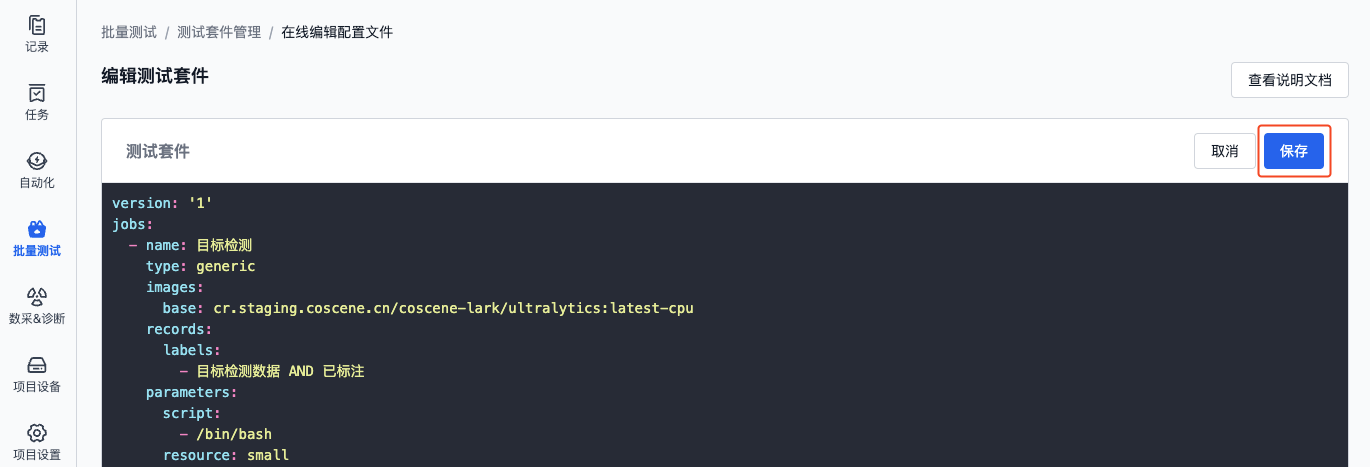 记录
任务
自动化
批量测试
数采&诊断
项目设备
项目设置
批量测试 / 测试套件管理 / 在线编辑配置文件
编辑测试套件
查看说明文档
测试套件
取消
保存
version: '1'
jobs:
  - name: 目标检测
    type: generic
    images:
      base: cr.staging.coscene.cn/coscene-lark/ultralytics:latest-cpu
    records:
      labels:
        - 目标检测数据 AND 已标注
    parameters:
      script:
        - /bin/bash
      resource: small